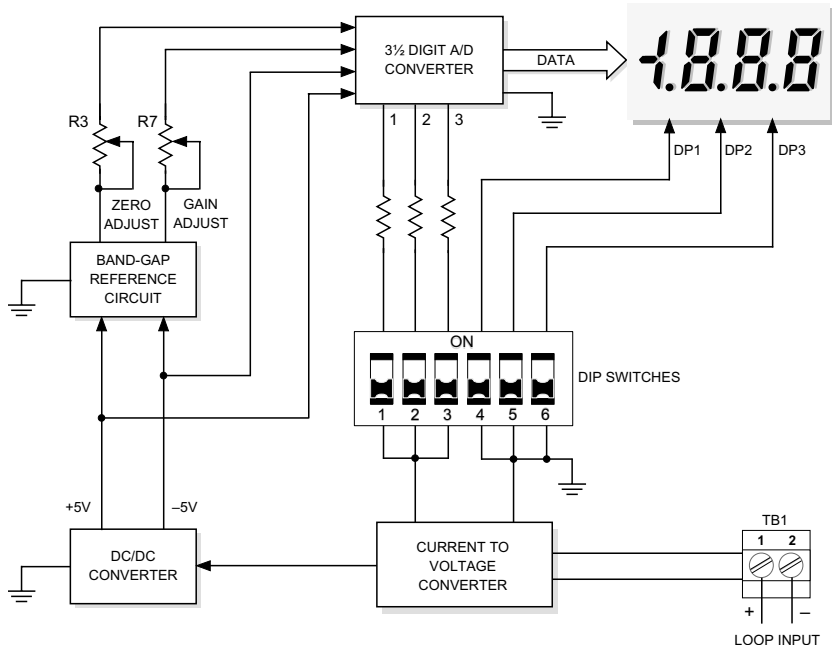 3½ DIGIT A/D
CONVERTER
DATA
-1.8.8.8
1 2 3
DP1 DP2 DP3
R3 R7
ZERO
ADJUST
GAIN
ADJUST
BAND-GAP
REFERENCE
CIRCUIT
ON
1 2 3 4 5 6
DIP SWITCHES
+5V –5V
DC/DC
CONVERTER
CURRENT TO
VOLTAGE
CONVERTER
TB1
1 2
+ –
LOOP INPUT